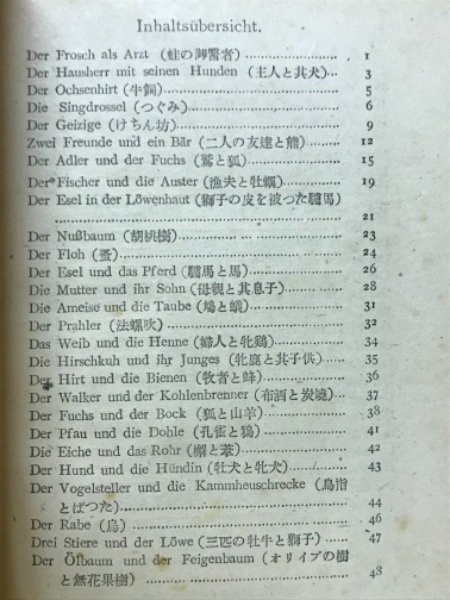 Inhaltsübersicht.
Der Frosch als Arzt (蛙の御醫者) 1
Der Hausherr mit seinen Hunden (主人と其犬) 3
Der Ochsenhirt (牛飼) 5
Die Singdrossel (つぐみ) 6
Der Geizige (けちん坊) 9
Zwei Freunde und ein Bär (二人の友達と熊) 12
Der Adler und der Fuchs (鷲と狐) 15
Der Fischer und die Auster (漁夫と牡蠣) 19
Der Esel in der Löwenhaut (獅子の皮を被つた驢馬)
21
Der Nußbaum (胡桃樹) 23
Der Floh (蚤) 24
Der Esel und das Pferd (驢馬と馬) 26
Die Mutter und ihr Sohn (母親と其息子) 28
Die Ameise und die Taube (鳩と蟻) 31
Der Prahler (法螺吹) 32
Das Weib und die Henne (婦人と牝鷄) 34
Die Hirschkuh und ihr Junges (牝鹿と其子供) 35
Der Hirt und die Bienen (牧者と蜂) 36
Der Walker und der Kohlenbrenner (布洒と炭燒) 37
Der Fuchs und der Bock (狐と山羊) 38
Der Pfau und die Dohle (孔雀と鴉) 41
Die Eiche und das Rohr (樫と葦) 42
Der Hund und die Hündin (牡犬と牝犬) 43
Der Vogelsteller und die Kammheuschrecke (鳥指
とばつた) 44
Der Rabe (烏) 46
Drei Stiere und der Löwe (三匹の牡牛と獅子) 47
Der Ölbaum und der Feigenbaum (オリイブの樹
と無花果樹) 48